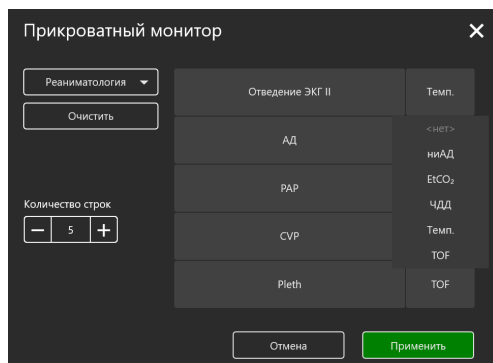 Прикроватный монитор
Реаниматология
Очистить
Количество строк
5
Отведение ЭКГ II
Темп.
АД
<нет>
ниАД
PAP
EtCO₂
ЧДД
CVP
Темп.
TOF
Pleth
TOF
Отмена
Применить